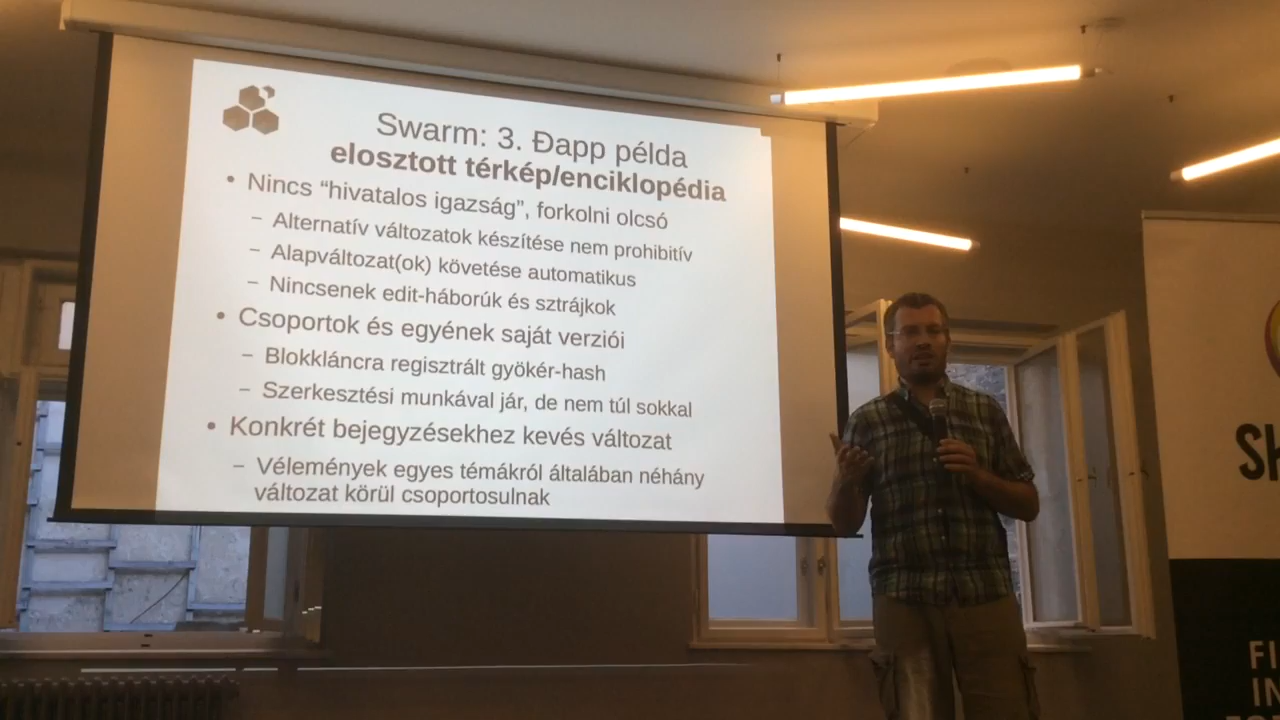 Swarm: 3. Đapp példa
elosztott térkép/enciklopédia
• Nincs “hivatalos igazság”, forkolni olcsó
– Alternatív változatok készítése nem prohibitív
– Alapváltozat(ok) követése automatikus
– Nincsenek edit-háborúk és sztrájkok
• Csoportok és egyének saját verziói
– Blokkláncra regisztrált gyökér-hash
– Szerkesztési munkával jár, de nem túl sokkal
• Konkrét bejegyzésekhez kevés változat
– Vélemények egyes témákról általában néhány
változat körül csoportosulnak